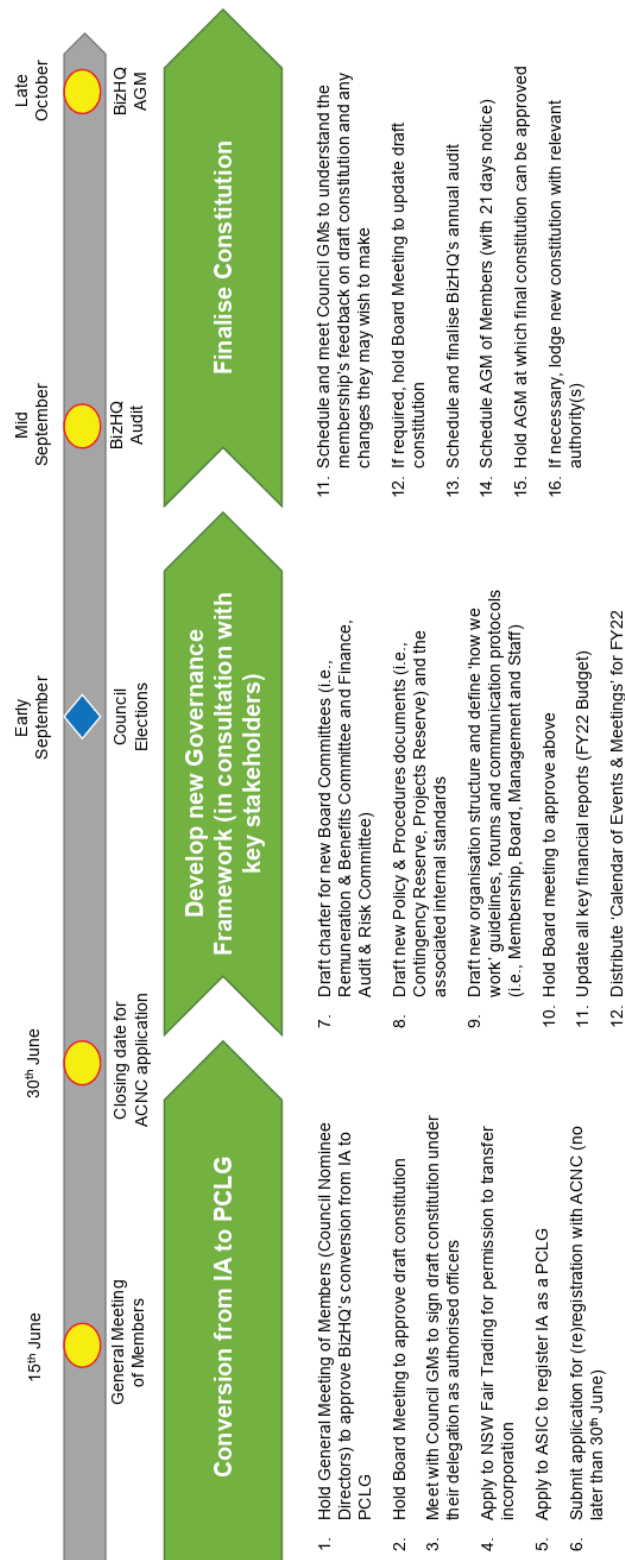 15th June
30th June
Early
September
Mid
September
Late
October
General Meeting
of Members
Closing date for
ACNC application
Council
Elections
BizHQ
Audit
BizHQ
AGM
Conversion from IA to PCLG
Develop new Governance
Framework (in consultation with
key stakeholders)
Finalise Constitution
1. Hold General Meeting of Members (Council Nominee
Directors) to approve BizHQ's conversion from IA to
PCLG
2. Hold Board Meeting to approve draft constitution
3. Meet with Council GMs to sign draft constitution under
their delegation as authorised officers
4. Apply to NSW Fair Trading for permission to transfer
incorporation
5. Apply to ASIC to register IA as a PCLG
6. Submit application for (re)registration with ACNC (no
later than 30th June)
7. Draft charter for new Board Committees (i.e.,
Remuneration & Benefits Committee and Finance,
Audit & Risk Committee)
8. Draft new Policy & Procedures documents (i.e.,
Contingency Reserve, Projects Reserve) and the
associated internal standards
9. Draft new organisation structure and define 'how we
work' guidelines, forums and communication protocols
(i.e., Membership, Board, Management and Staff)
10. Hold Board meeting to approve above
11. Update all key financial reports (FY22 Budget)
12. Distribute 'Calendar of Events & Meetings' for FY22
11. Schedule and meet Council GMs to understand the
membership's feedback on draft constitution and any
changes they may wish to make
12. If required, hold Board Meeting to update draft
constitution
13. Schedule and finalise BizHQ's annual audit
14. Schedule AGM of Members (with 21 days notice)
15. Hold AGM at which final constitution can be approved
16. If necessary, lodge new constitution with relevant
authority(s)